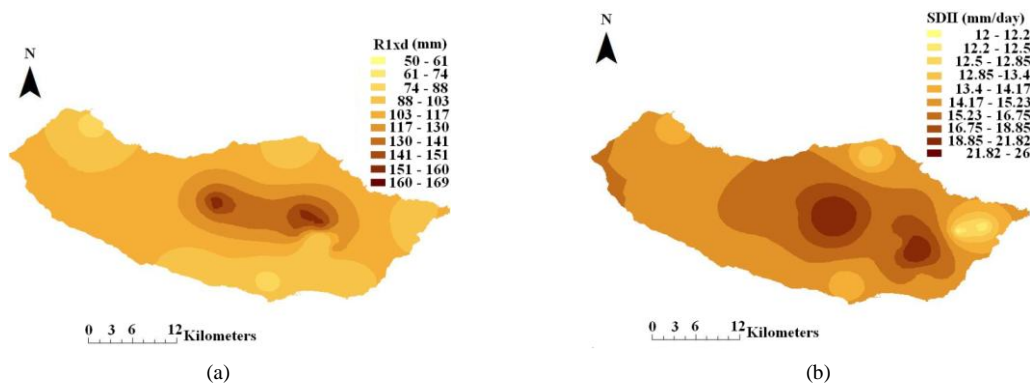 R1xd (mm)
N
50 - 61
61 - 74
74 - 88
88 - 103
103 - 117
117 - 130
130 - 141
141 - 151
151 - 160
160 - 169
0 3 6 12 Kilometers
(a)
SDII (mm/day)
N
12 - 12.2
12.2 - 12.5
12.5 - 12.85
12.85 -13.4
13.4 - 14.17
14.17 - 15.23
15.23 - 16.75
16.75 - 18.85
18.85 - 21.82
21.82 - 26
0 3 6 12 Kilometers
(b)